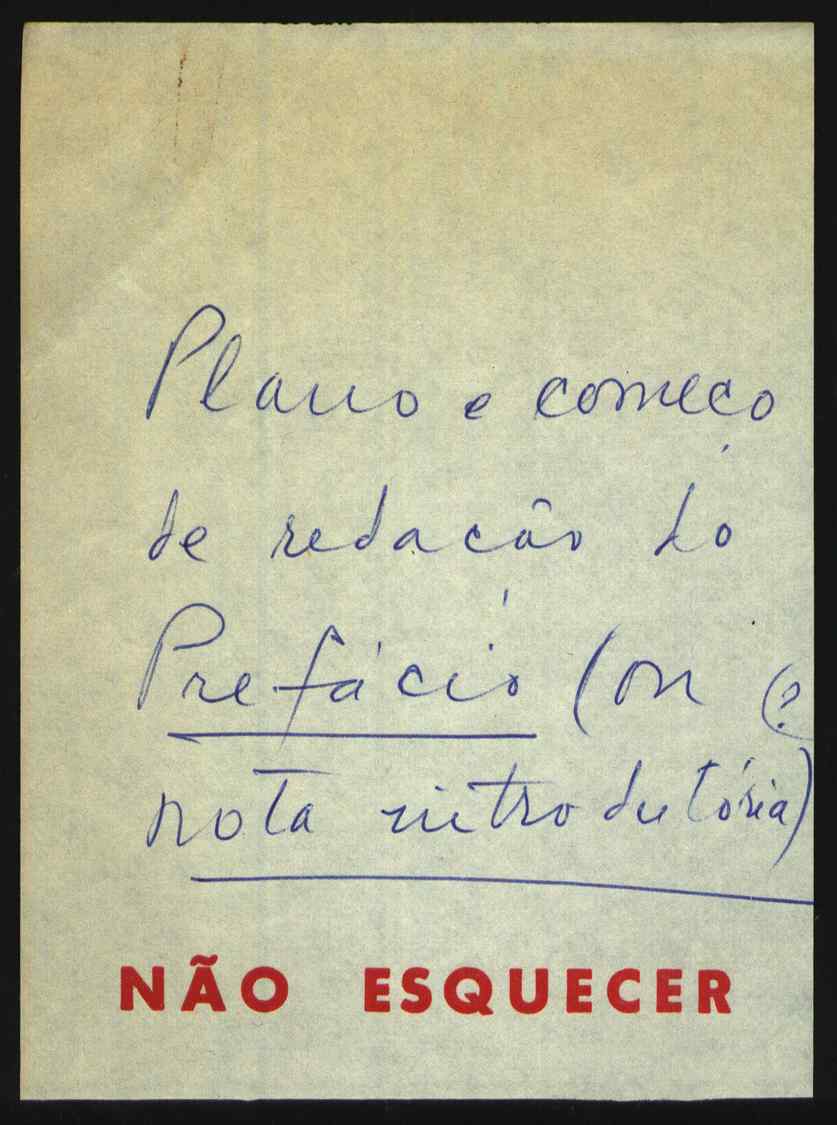 Plano e começo
de redação do
Prefácio (ou (?
nota introdutória)
NÃO ESQUECER